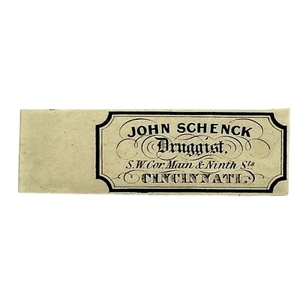 JOHN SCHENCK
Druggist,
S.W. Cor. Main & Ninth Sts
CINCINNATI.